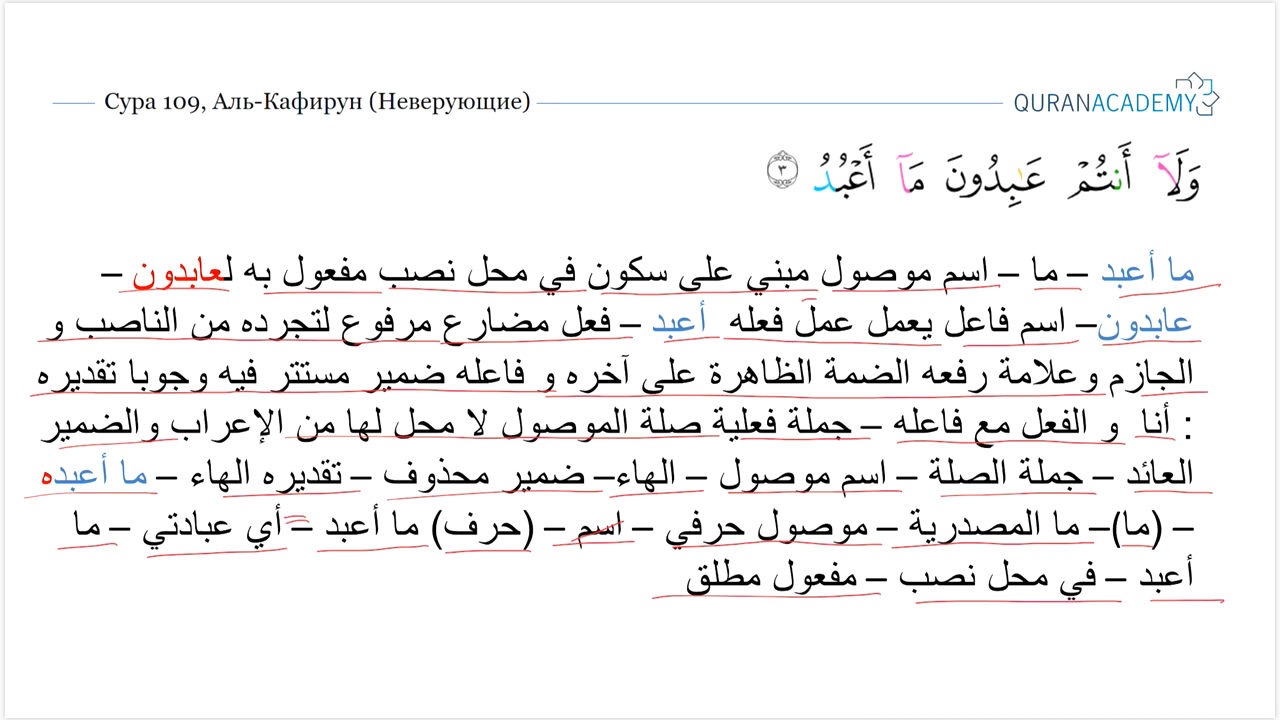 Сура 109, Аль-Кафирун (Неверующие)
QURANACADEMY
وَلَآ أَنتُمْ عَـٰبِدُونَ مَآ أَعْبُدُ ٣
ما أعبد – ما – اسم موصول مبني على سكون في محل نصب مفعول به لعابدون –
عابدون– اسم فاعل يعمل عمل فعله أعبد – فعل مضارع مرفوع لتجرده من الناصب و
الجازم وعلامة رفعه الضمة الظاهرة على آخره و فاعله ضمير مستتر فيه وجوبا تقديره
: أنا و الفعل مع فاعله – جملة فعلية صلة الموصول لا محل لها من الإعراب والضمير
العائد – جملة الصلة – اسم موصول – الهاء– ضمير محذوف – تقديره الهاء – ما أعبده
– (ما)– ما المصدرية – موصول حرفي – اسم – (حرف) ما أعبد – أي عبادتي – ما
أعبد – في محل نصب – مفعول مطلق